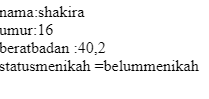 nama:shakira
umur:16
beratbadan :40,2
statusmenikah =belummenikah